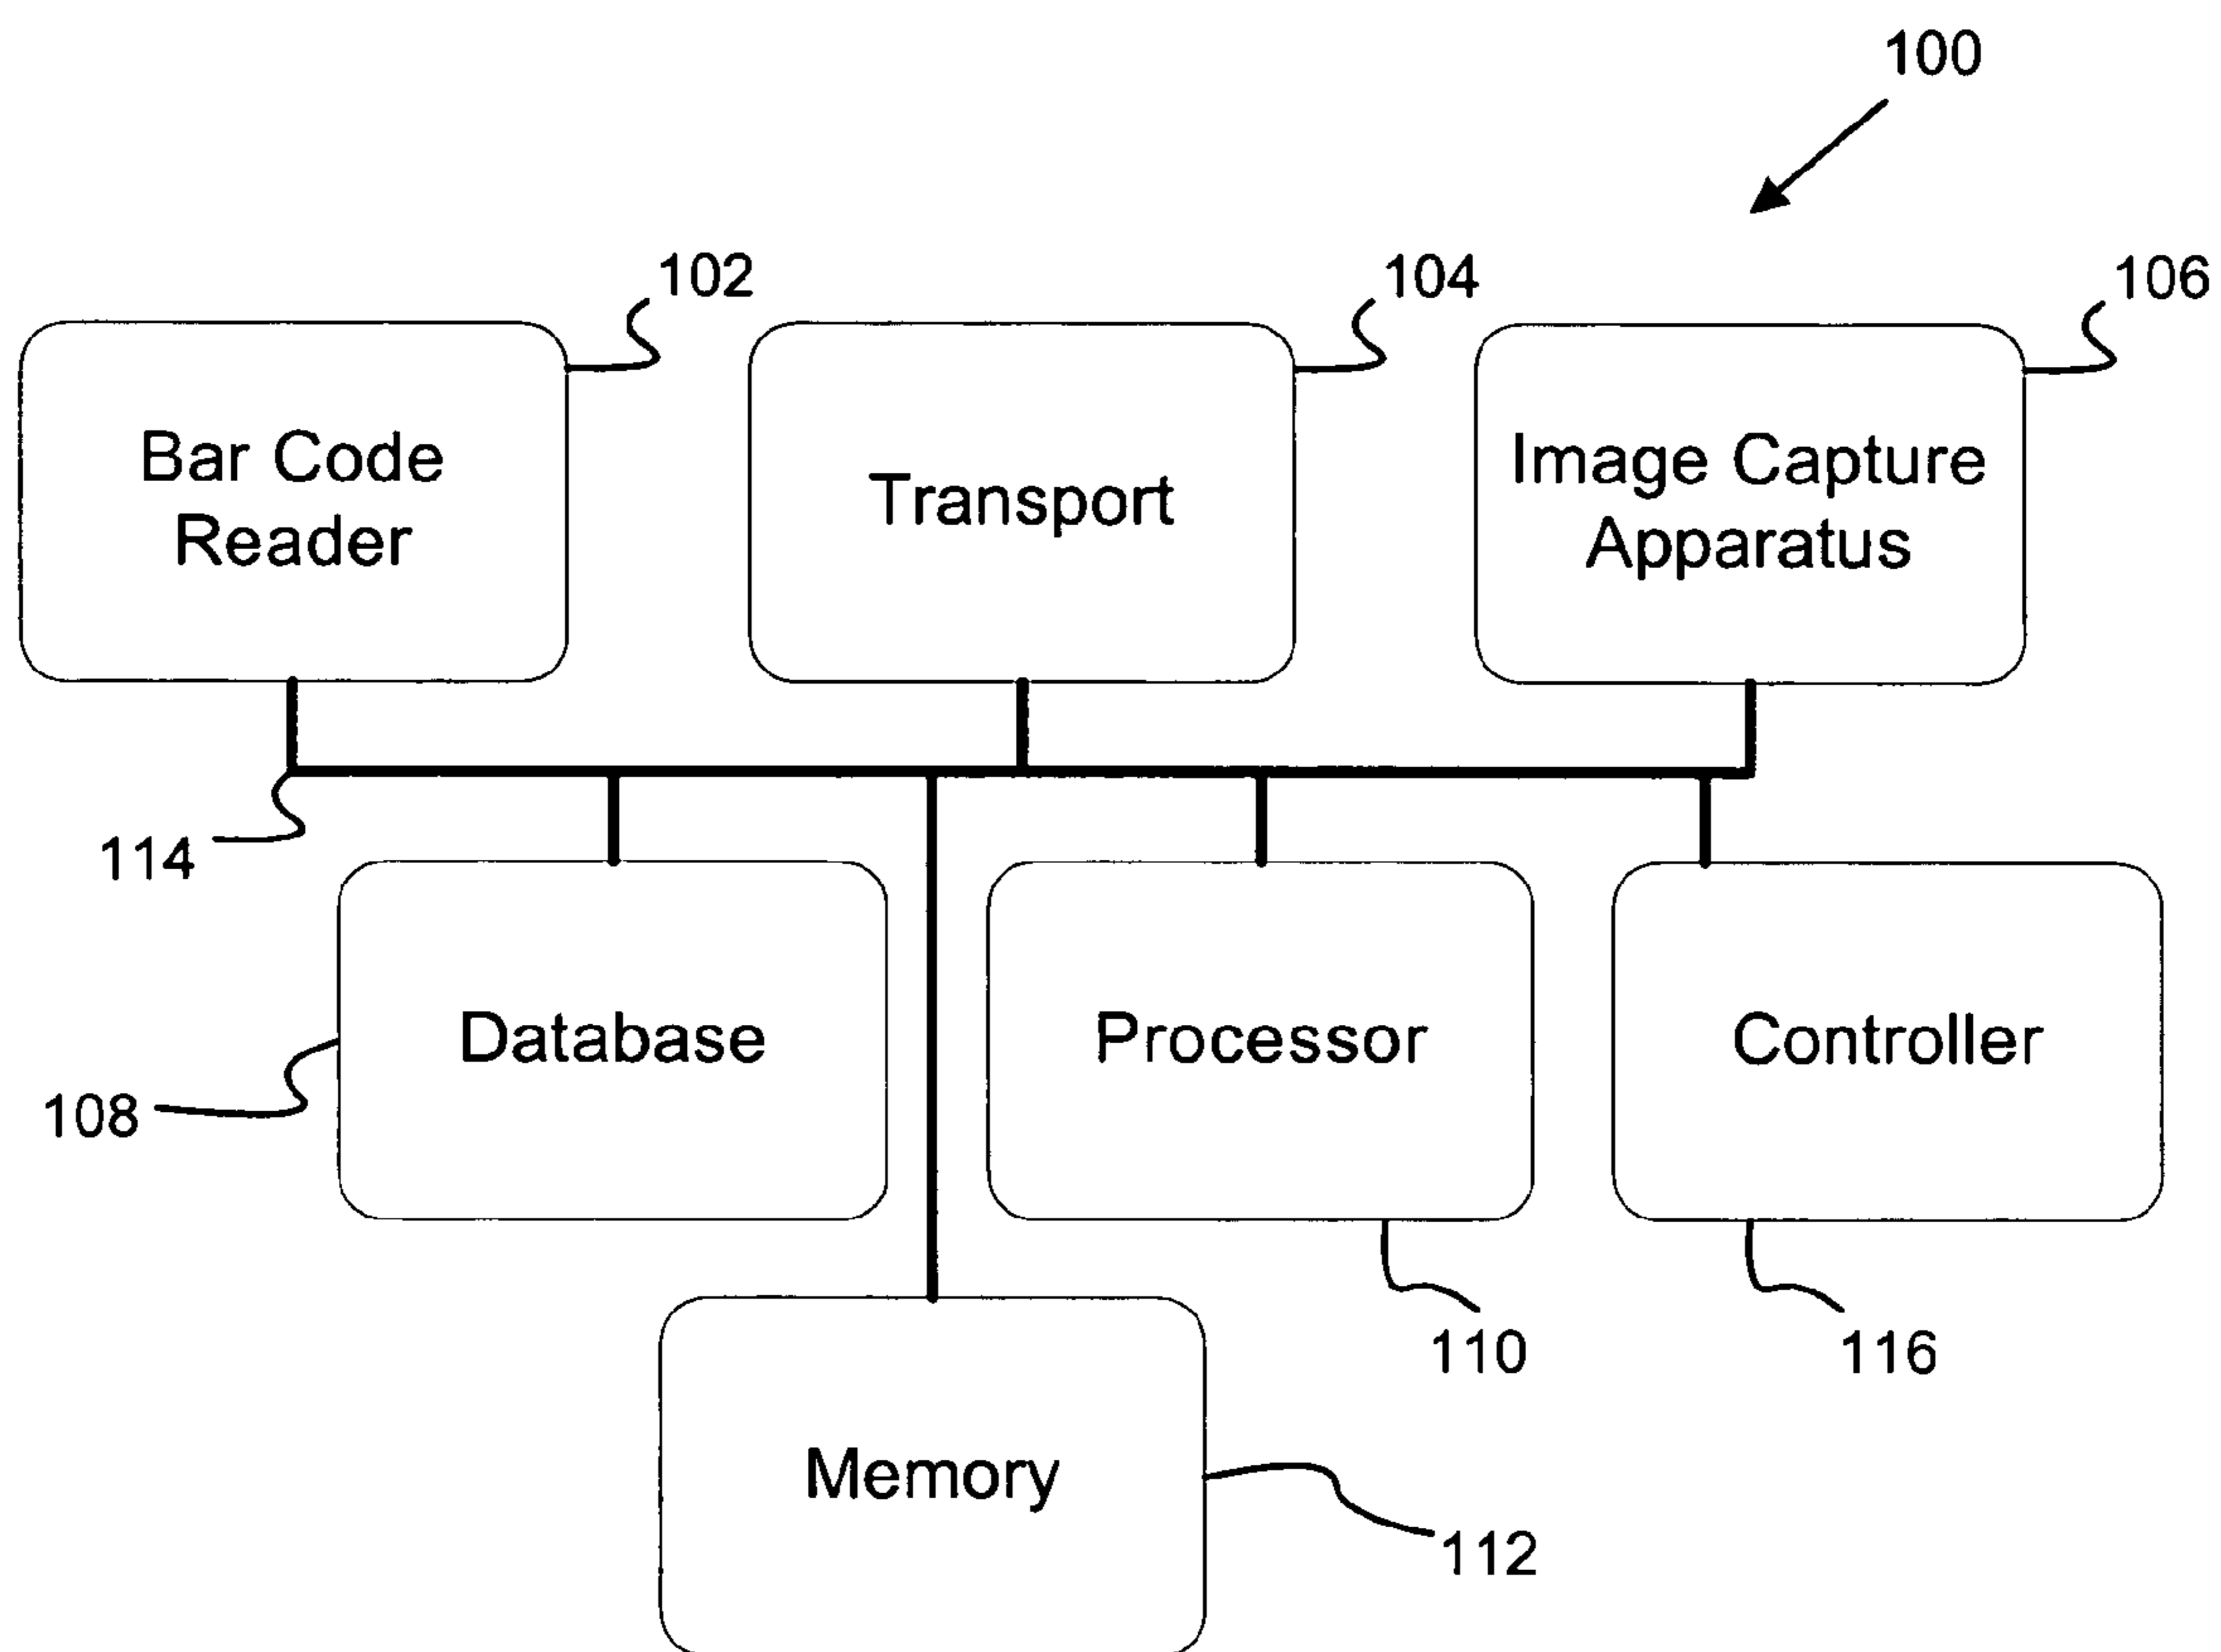 100
102
104
106
Bar Code
Reader
Transport
Image Capture
Apparatus
114
Database
Processor
Controller
108
110
116
Memory
112